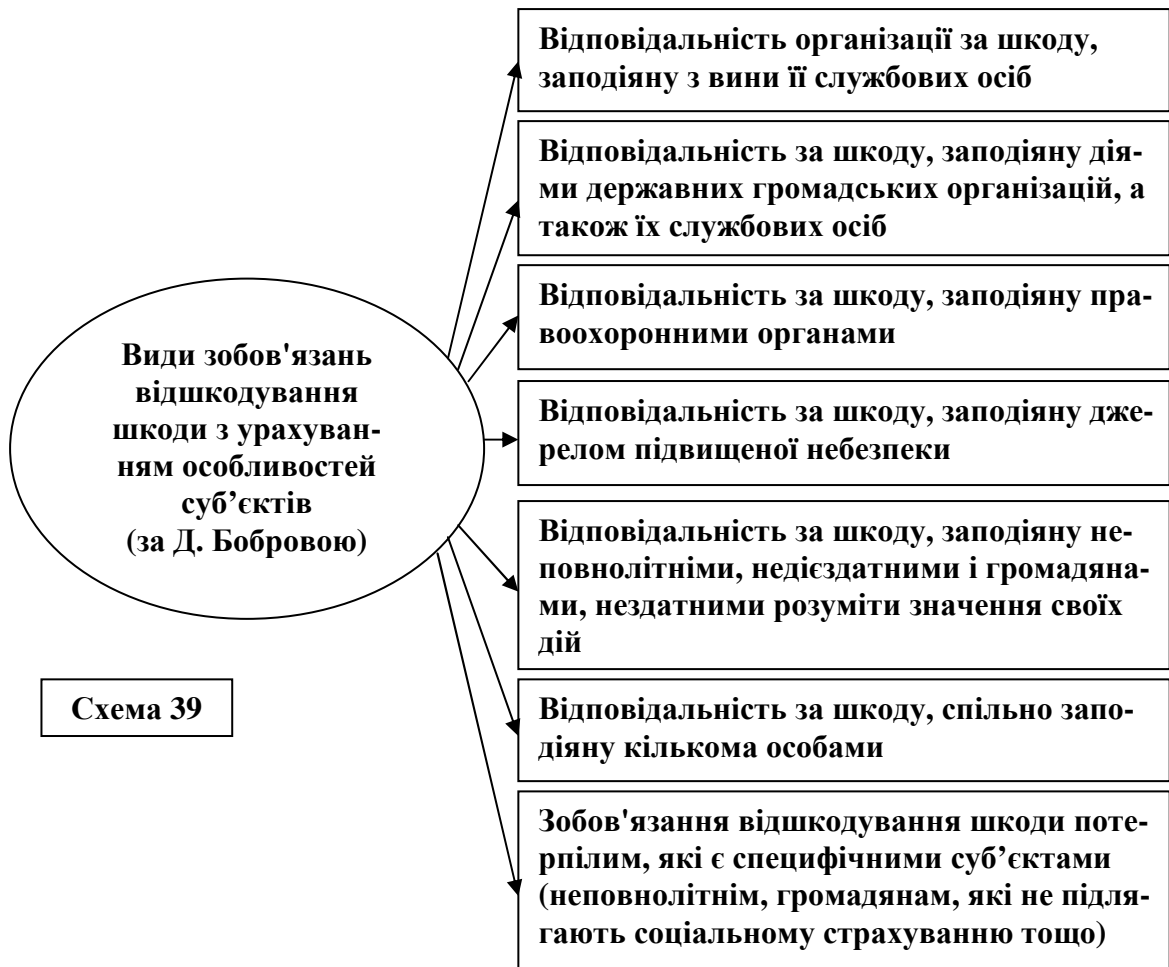 Відповідальність організації за шкоду,
заподіяну з вини її службових осіб
Відповідальність за шкоду, заподіяну дія-
ми державних громадських організацій, а
також їх службових осіб
Відповідальність за шкоду, заподіяну пра-
воохоронними органами
Види зобов'язань
відшкодування
шкоди з урахуван-
ням особливостей
суб’єктів
(за Д. Бобровою)
Відповідальність за шкоду, заподіяну дже-
релом підвищеної небезпеки
Відповідальність за шкоду, заподіяну не-
повнолітніми, недієздатними і громадяна-
ми, нездатними розуміти значення своїх
дій
Схема 39
Відповідальність за шкоду, спільно запо-
діяну кількома особами
Зобов'язання відшкодування шкоди поте-
рпілим, які є специфічними суб’єктами
(неповнолітнім, громадянам, які не підля-
гають соціальному страхуванню тощо)